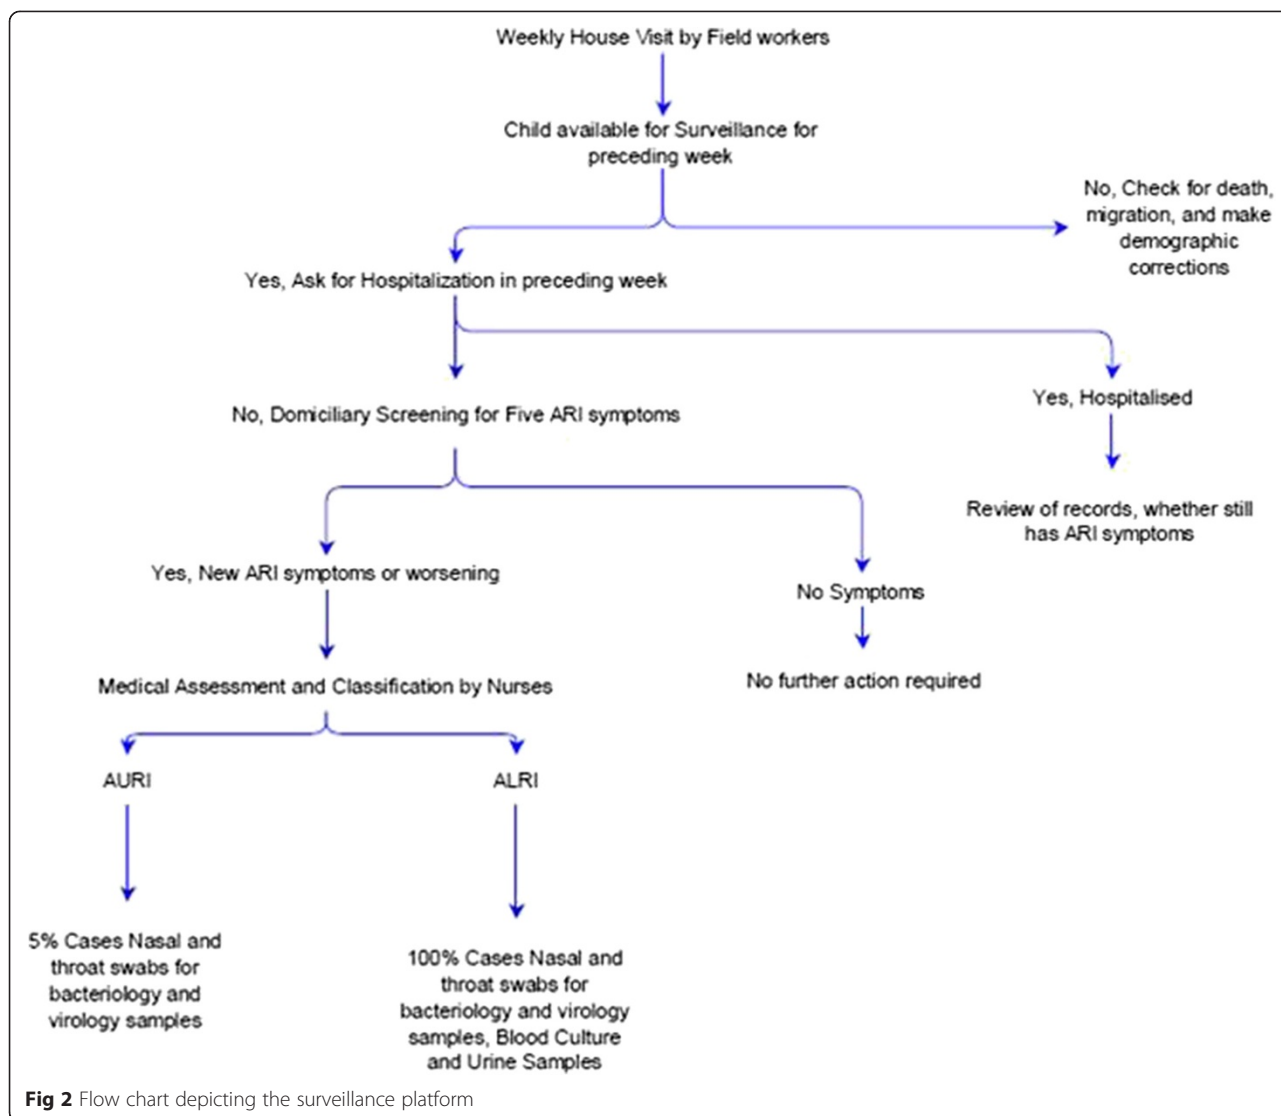 Weekly House Visit by Field workers
Child available for Surveillance for
preceding week
No, Check for death,
migration, and make
demographic
corrections
Yes, Ask for Hospitalization in preceding week
Yes, Hospitalised
No, Domiciliary Screening for Five ARI symptoms
Review of records, whether still
has ARI symptoms
Yes, New ARI symptoms or worsening
No Symptoms
Medical Assessment and Classification by Nurses
No further action required
AURI
ALRI
5% Cases Nasal and
throat swabs for
bacteriology and
virology samples
100% Cases Nasal and
throat swabs for
bacteriology and virology
samples, Blood Culture
and Urine Samples
Fig 2 Flow chart depicting the surveillance platform